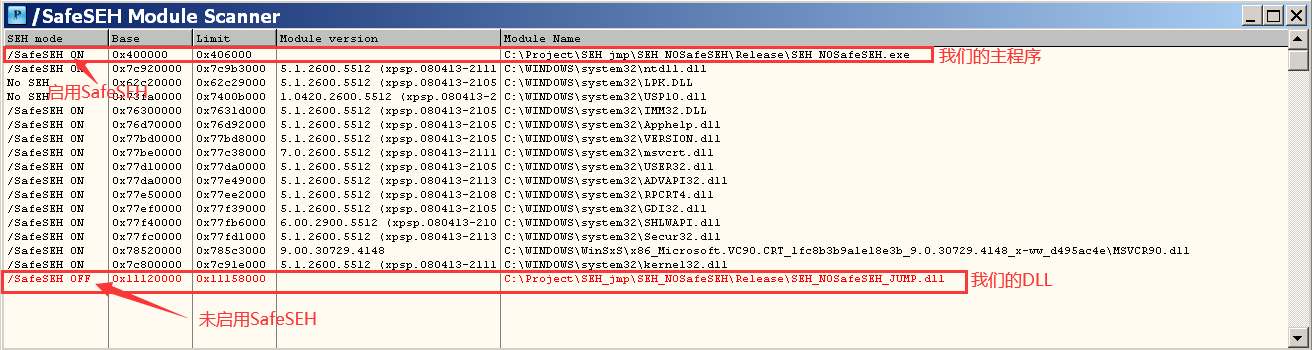 /SafeSEH Module Scanner
SEH mode Base Limit Module version Module Name
/SafeSEH ON 0x400000 0x406000 C:\Project\SEH_jmp\SEH_NOSafeSEH\Release\SEH_NOSafeSEH.exe 我们的主程序
/SafeSEH ON 0x7c920000 0x7c9b3000 5.1.2600.5512 (xpsp.080413-2111 C:\WINDOWS\system32\ntdll.dll
No SEH 0x62c20000 0x62c29000 5.1.2600.5512 (xpsp.080413-2105 C:\WINDOWS\system32\LPK.DLL
启用SafeSEH
No SEH 0x73fa0000 0x7400b000 1.0420.2600.5512 (xpsp.080413-2 C:\WINDOWS\system32\USP10.dll
/SafeSEH ON 0x76300000 0x7631d000 5.1.2600.5512 (xpsp.080413-2105 C:\WINDOWS\system32\IMM32.DLL
/SafeSEH ON 0x76d70000 0x76d92000 5.1.2600.5512 (xpsp.080413-2105 C:\WINDOWS\system32\Apphelp.dll
/SafeSEH ON 0x77bd0000 0x77bd8000 5.1.2600.5512 (xpsp.080413-2105 C:\WINDOWS\system32\VERSION.dll
/SafeSEH ON 0x77be0000 0x77c38000 7.0.2600.5512 (xpsp.080413-2111 C:\WINDOWS\system32\msvcrt.dll
/SafeSEH ON 0x77d10000 0x77da0000 5.1.2600.5512 (xpsp.080413-2105 C:\WINDOWS\system32\USER32.dll
/SafeSEH ON 0x77da0000 0x77e49000 5.1.2600.5512 (xpsp.080413-2113 C:\WINDOWS\system32\ADVAPI32.dll
/SafeSEH ON 0x77e50000 0x77ee2000 5.1.2600.5512 (xpsp.080413-2108 C:\WINDOWS\system32\RPCRT4.dll
/SafeSEH ON 0x77ef0000 0x77f39000 5.1.2600.5512 (xpsp.080413-2105 C:\WINDOWS\system32\GDI32.dll
/SafeSEH ON 0x77f40000 0x77fb6000 6.00.2900.5512 (xpsp.080413-210 C:\WINDOWS\system32\SHLWAPI.dll
/SafeSEH ON 0x77fc0000 0x77fd1000 5.1.2600.5512 (xpsp.080413-2113 C:\WINDOWS\system32\Secur32.dll
/SafeSEH ON 0x78520000 0x785c3000 9.00.30729.4148 C:\WINDOWS\WinSxS\x86_Microsoft.VC90.CRT_1fc8b3b9a1e18e3b_9.0.30729.4148_x-ww_d495ac4e\MSVCR90.dll
/SafeSEH ON 0x7c800000 0x7c91e000 5.1.2600.5512 (xpsp.080413-2111 C:\WINDOWS\system32\kernel32.dll
/SafeSEH OFF 0x11120000 0x11158000 C:\Project\SEH_jmp\SEH_NOSafeSEH\Release\SEH_NOSafeSEH_JUMP.dll 我们的DLL
未启用SafeSEH